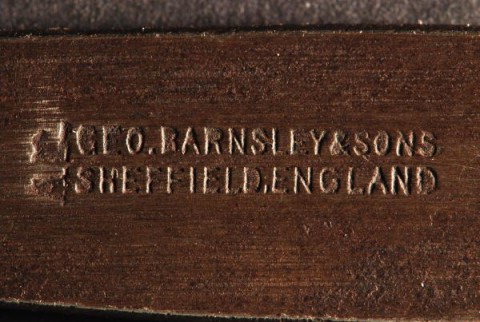 GEO. BARNSLEY & SONS
SHEFFIELD. ENGLAND